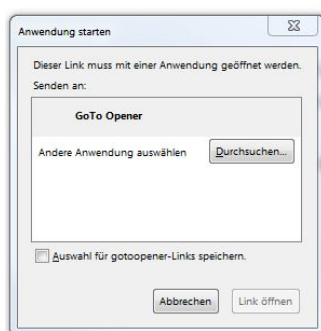 Anwendung starten
Dieser Link muss mit einer Anwendung geöffnet werden.
Senden an:
GoTo Opener
Andere Anwendung auswählen
Durchsuchen...
Auswahl für gotoopener-Links speichern.
Abbrechen
Link öffnen